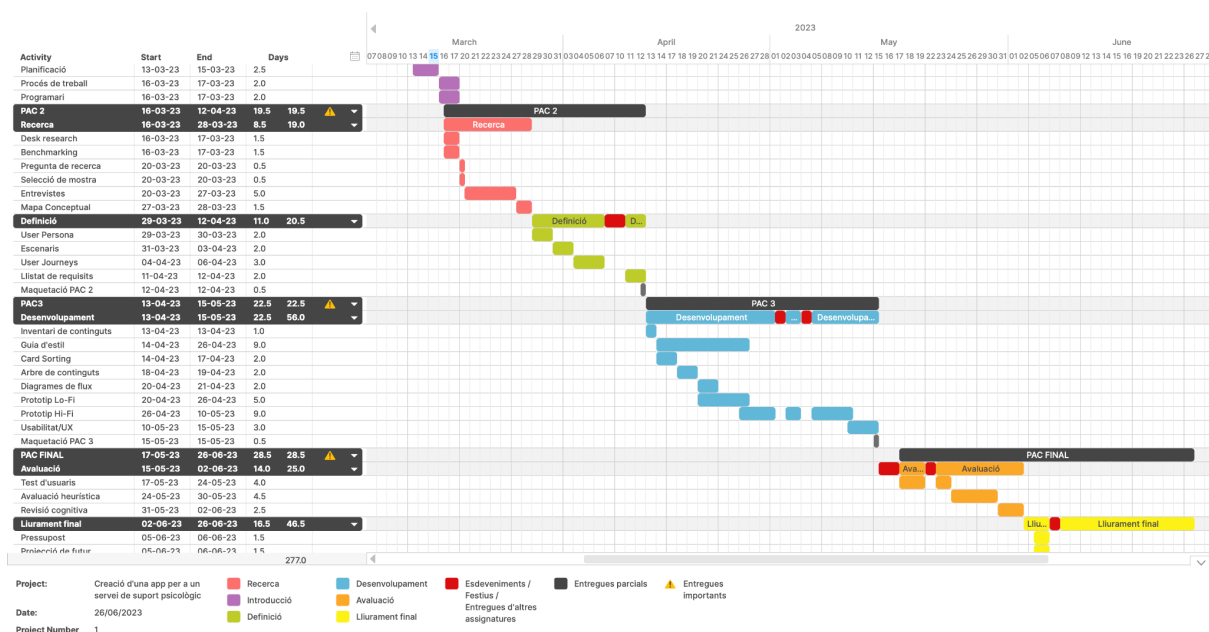 2023
March April May June
Activity Start End Days 07 08 09 10 13 14 15 16 17 20 21 22 23 24 27 28 29 30 31 03 04 05 06 07 10 11 12 13 14 17 18 19 20 21 24 25 26 27 28 01 02 03 04 05 08 09 10 11 12 15 16 17 18 19 22 23 24 25 26 29 30 31 01 02 05 06 07 08 09 12 13 14 15 16 19 20 21 22 23 26 27 2
Planificació 13-03-23 15-03-23 2.5
Procés de treball 16-03-23 17-03-23 2.0
Programari 16-03-23 17-03-23 2.0
PAC 2 16-03-23 12-04-23 19.5 19.5 PAC 2
Recerca 16-03-23 28-03-23 8.5 19.0 Recerca
Desk research 16-03-23 17-03-23 1.5
Benchmarking 16-03-23 17-03-23 1.5
Pregunta de recerca 20-03-23 20-03-23 0.5
Selecció de mostra 20-03-23 20-03-23 0.5
Entrevistes 20-03-23 27-03-23 5.0
Mapa Conceptual 27-03-23 28-03-23 1.5
Definició 29-03-23 12-04-23 11.0 20.5 Definició D...
User Persona 29-03-23 30-03-23 2.0
Escenaris 31-03-23 03-04-23 2.0
User Journeys 04-04-23 06-04-23 3.0
Llistat de requisits 11-04-23 12-04-23 2.0
Maquetació PAC 2 12-04-23 12-04-23 0.5
PAC3 13-04-23 15-05-23 22.5 22.5 PAC 3
Desenvolupament 13-04-23 15-05-23 22.5 56.0 Desenvolupament ... Desenvolupa...
Inventari de continguts 13-04-23 13-04-23 1.0
Guia d'estil 14-04-23 26-04-23 9.0
Card Sorting 14-04-23 17-04-23 2.0
Arbre de continguts 18-04-23 19-04-23 2.0
Diagrames de flux 20-04-23 21-04-23 2.0
Prototip Lo-Fi 20-04-23 26-04-23 5.0
Prototip Hi-Fi 26-04-23 10-05-23 9.0
Usabilitat/UX 10-05-23 15-05-23 3.0
Maquetació PAC 3 15-05-23 15-05-23 0.5
PAC FINAL 17-05-23 26-06-23 28.5 28.5 PAC FINAL
Avaluació 15-05-23 02-06-23 14.0 25.0 Ava... Avaluació
Test d'usuaris 17-05-23 24-05-23 4.0
Avaluació heurística 24-05-23 30-05-23 4.5
Revisió cognitiva 31-05-23 02-06-23 2.5
Lliurament final 02-06-23 26-06-23 16.5 46.5 Lliu... Lliurament final
Pressupost 05-06-23 06-06-23 1.5
Projecció de futur 05-06-23 06-06-23 1.5
277.0
Project: Creació d'una app per a un
servei de suport psicològic
Date: 26/06/2023
Project Number 1
Recerca
Introducció
Definició
Desenvolupament
Avaluació
Lliurament final
Esdeveniments /
Festius /
Entregues d'altres
assignatures
Entregues parcials
Entregues
importants